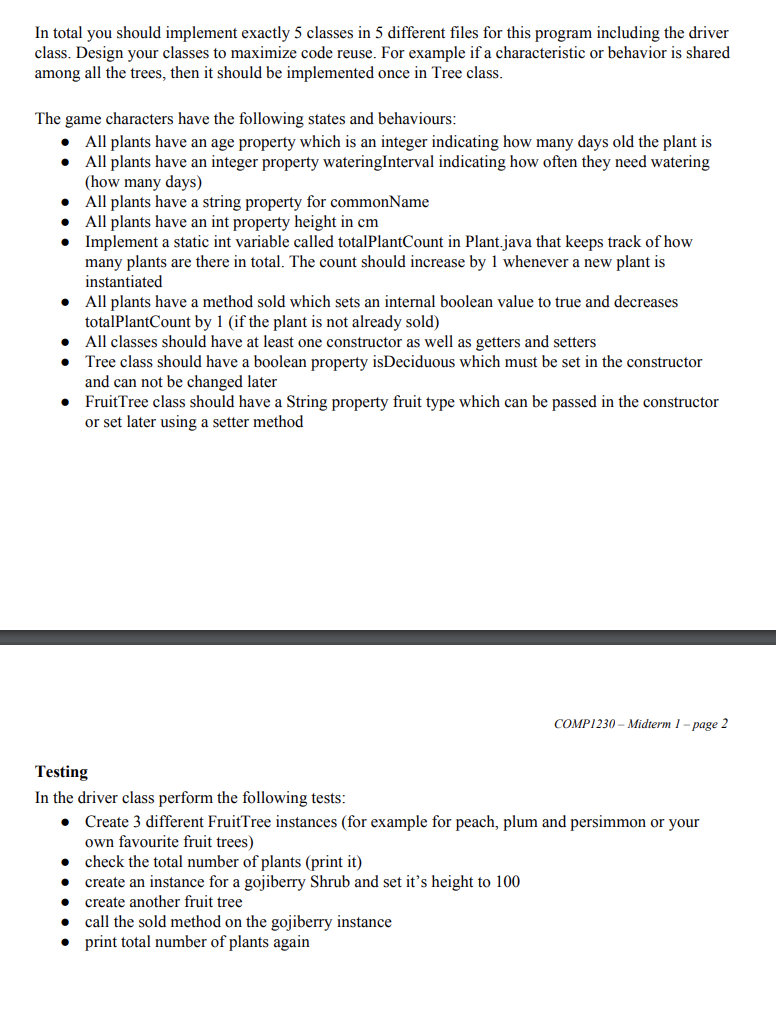 In total you should implement exactly 5 classes in 5 different files for this program including the driver
class. Design your classes to maximize code reuse. For example if a characteristic or behavior is shared
among all the trees, then it should be implemented once in Tree class.
The game characters have the following states and behaviours:
● All plants have an age property which is an integer indicating how many days old the plant is
● All plants have an integer property wateringInterval indicating how often they need watering
(how many days)
● All plants have a string property for commonName
● All plants have an int property height in cm
● Implement a static int variable called totalPlantCount in Plant.java that keeps track of how
many plants are there in total. The count should increase by 1 whenever a new plant is
instantiated
● All plants have a method sold which sets an internal boolean value to true and decreases
totalPlantCount by 1 (if the plant is not already sold)
● All classes should have at least one constructor as well as getters and setters
● Tree class should have a boolean property isDeciduous which must be set in the constructor
and can not be changed later
● FruitTree class should have a String property fruit type which can be passed in the constructor
or set later using a setter method
COMP1230 – Midterm 1 – page 2
Testing
In the driver class perform the following tests:
● Create 3 different FruitTree instances (for example for peach, plum and persimmon or your
own favourite fruit trees)
● check the total number of plants (print it)
● create an instance for a gojiberry Shrub and set it's height to 100
● create another fruit tree
● call the sold method on the gojiberry instance
● print total number of plants again